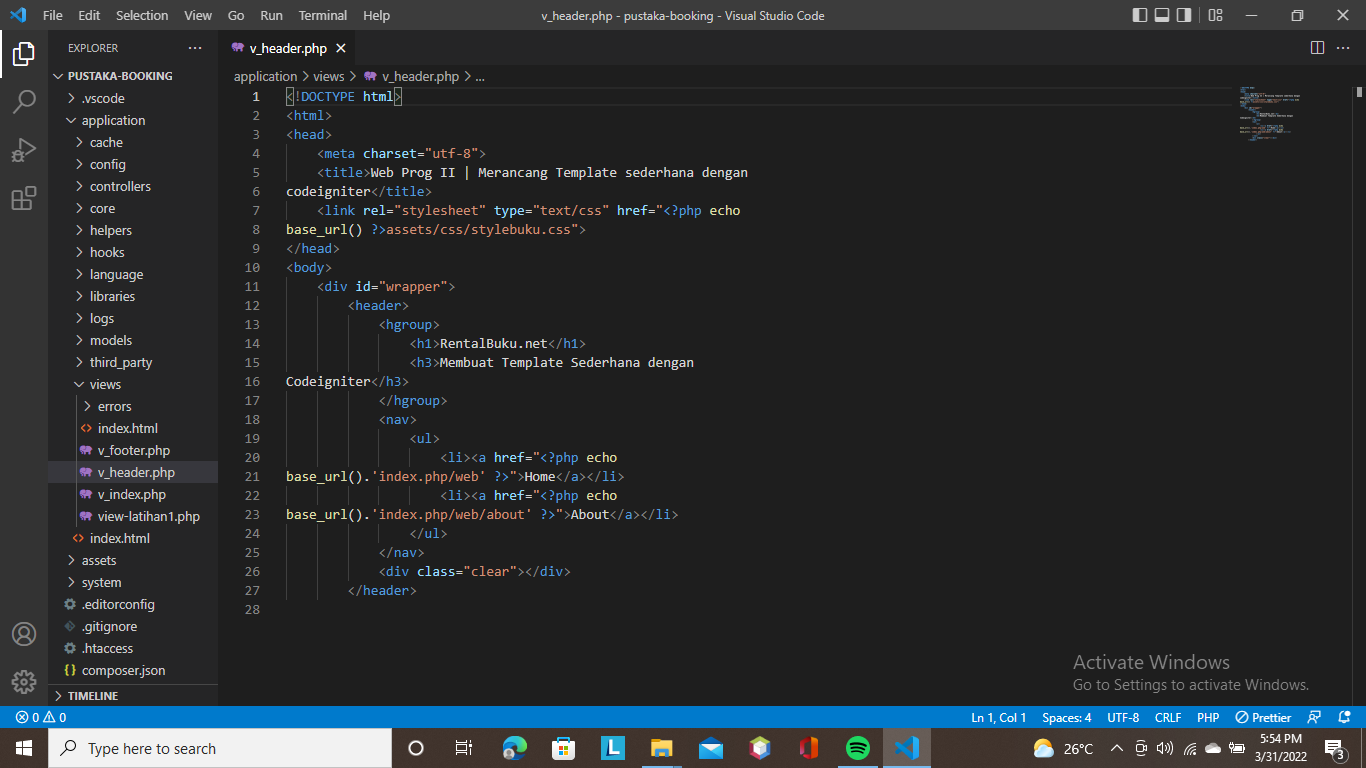 File Edit Selection View Go Run Terminal Help
v_header.php - pustaka-booking - Visual Studio Code
EXPLORER
PUSTAKA-BOOKING
.vscode
application
cache
config
controllers
core
helpers
hooks
language
libraries
logs
models
third_party
views
errors
index.html
v_footer.php
v_header.php
v_index.php
view-latihan1.php
index.html
assets
system
.editorconfig
.gitignore
.htaccess
composer.json
TIMELINE
v_header.php
application > views > v_header.php > ...
1 <!DOCTYPE html>
2 <html>
3 <head>
4     <meta charset="utf-8">
5     <title>Web Prog II | Merancang Template sederhana dengan
6 codeigniter</title>
7     <link rel="stylesheet" type="text/css" href="<?php echo
8 base_url() ?>assets/css/stylebuku.css">
9 </head>
10 <body>
11     <div id="wrapper">
12         <header>
13             <hgroup>
14                 <h1>RentalBuku.net</h1>
15                 <h3>Membuat Template Sederhana dengan
16 Codeigniter</h3>
17             </hgroup>
18             <nav>
19                 <ul>
20                     <li><a href="<?php echo
21 base_url().'index.php/web' ?>">Home</a></li>
22                     <li><a href="<?php echo
23 base_url().'index.php/web/about' ?>">About</a></li>
24                 </ul>
25             </nav>
26             <div class="clear"></div>
27         </header>
28
Activate Windows
Go to Settings to activate Windows.
0 0
Ln 1, Col 1 Spaces: 4 UTF-8 CRLF PHP Prettier
Type here to search
L
26°C
5:54 PM
3/31/2022
3